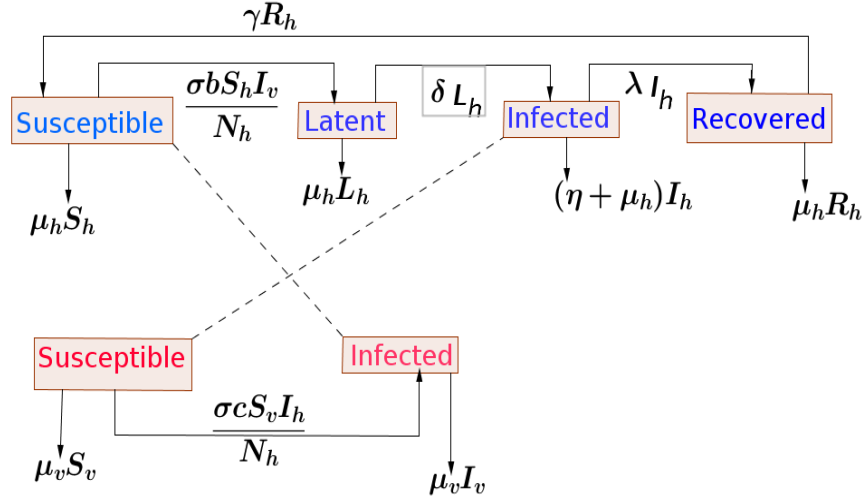 γR_h
σbS_hI_v
N_h
δ L_h
λ I_h
Susceptible
Latent
Infected
Recovered
μ_hS_h
μ_hL_h
(η + μ_h)I_h
μ_hR_h
Susceptible
Infected
σcS_vI_h
N_h
μ_vS_v
μ_vI_v